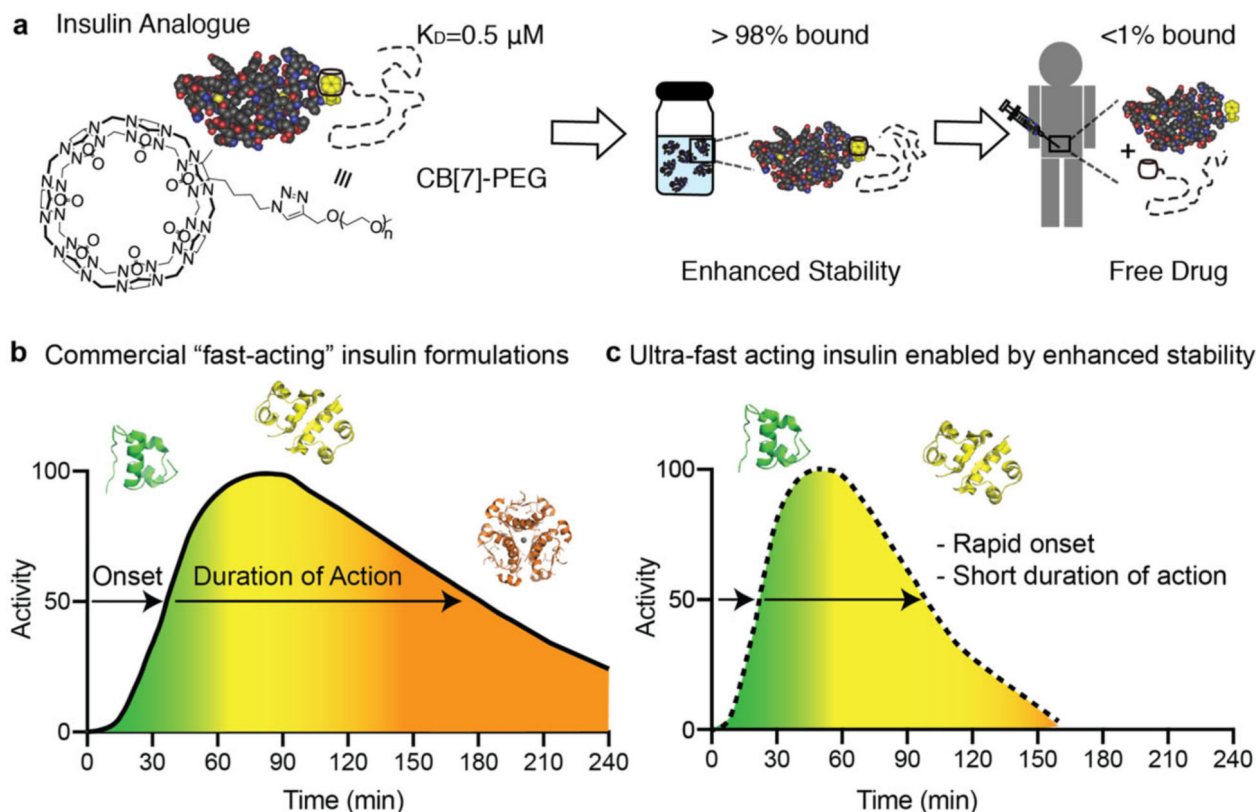 a Insulin Analogue
KD=0.5 µM
> 98% bound
<1% bound
CB[7]-PEG
+
Enhanced Stability
Free Drug
b Commercial “fast-acting” insulin formulations
100
50
0
Activity
Onset
Duration of Action
0 30 60 90 120 150 180 210 240
Time (min)
c Ultra-fast acting insulin enabled by enhanced stability
100
50
0
Activity
- Rapid onset
- Short duration of action
0 30 60 90 120 150 180 210 240
Time (min)